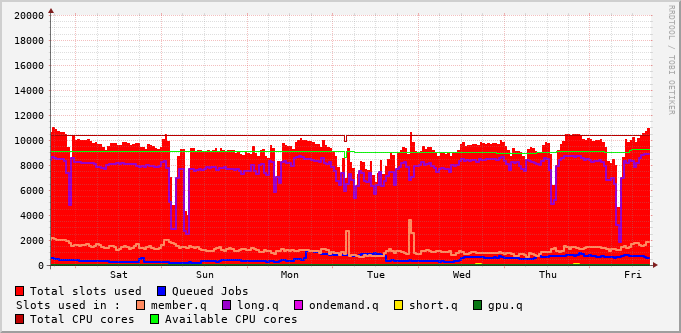 20000
18000
16000
14000
12000
10000
8000
6000
4000
2000
0
Sat Sun Mon Tue Wed Thu Fri
Total slots used Queued Jobs
Slots used in : member.q long.q ondemand.q short.q gpu.q
Total CPU cores Available CPU cores
RRDTOOL / TOBI OETIKER